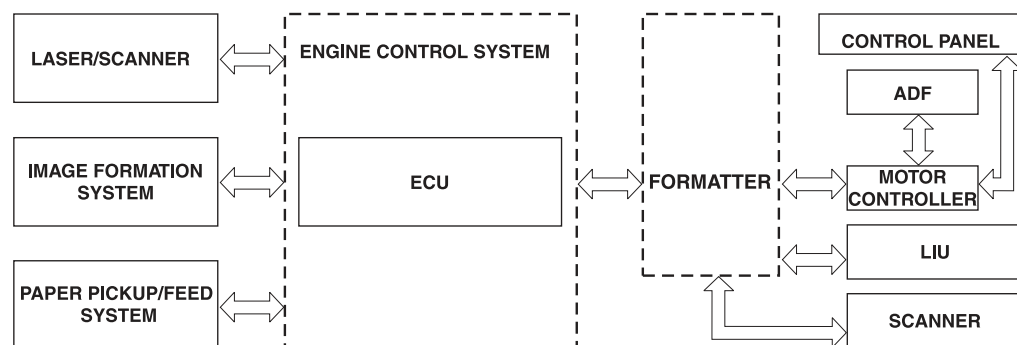 LASER/SCANNER
IMAGE FORMATION
SYSTEM
PAPER PICKUP/FEED
SYSTEM
ENGINE CONTROL SYSTEM
ECU
FORMATTER
CONTROL PANEL
ADF
MOTOR
CONTROLLER
LIU
SCANNER